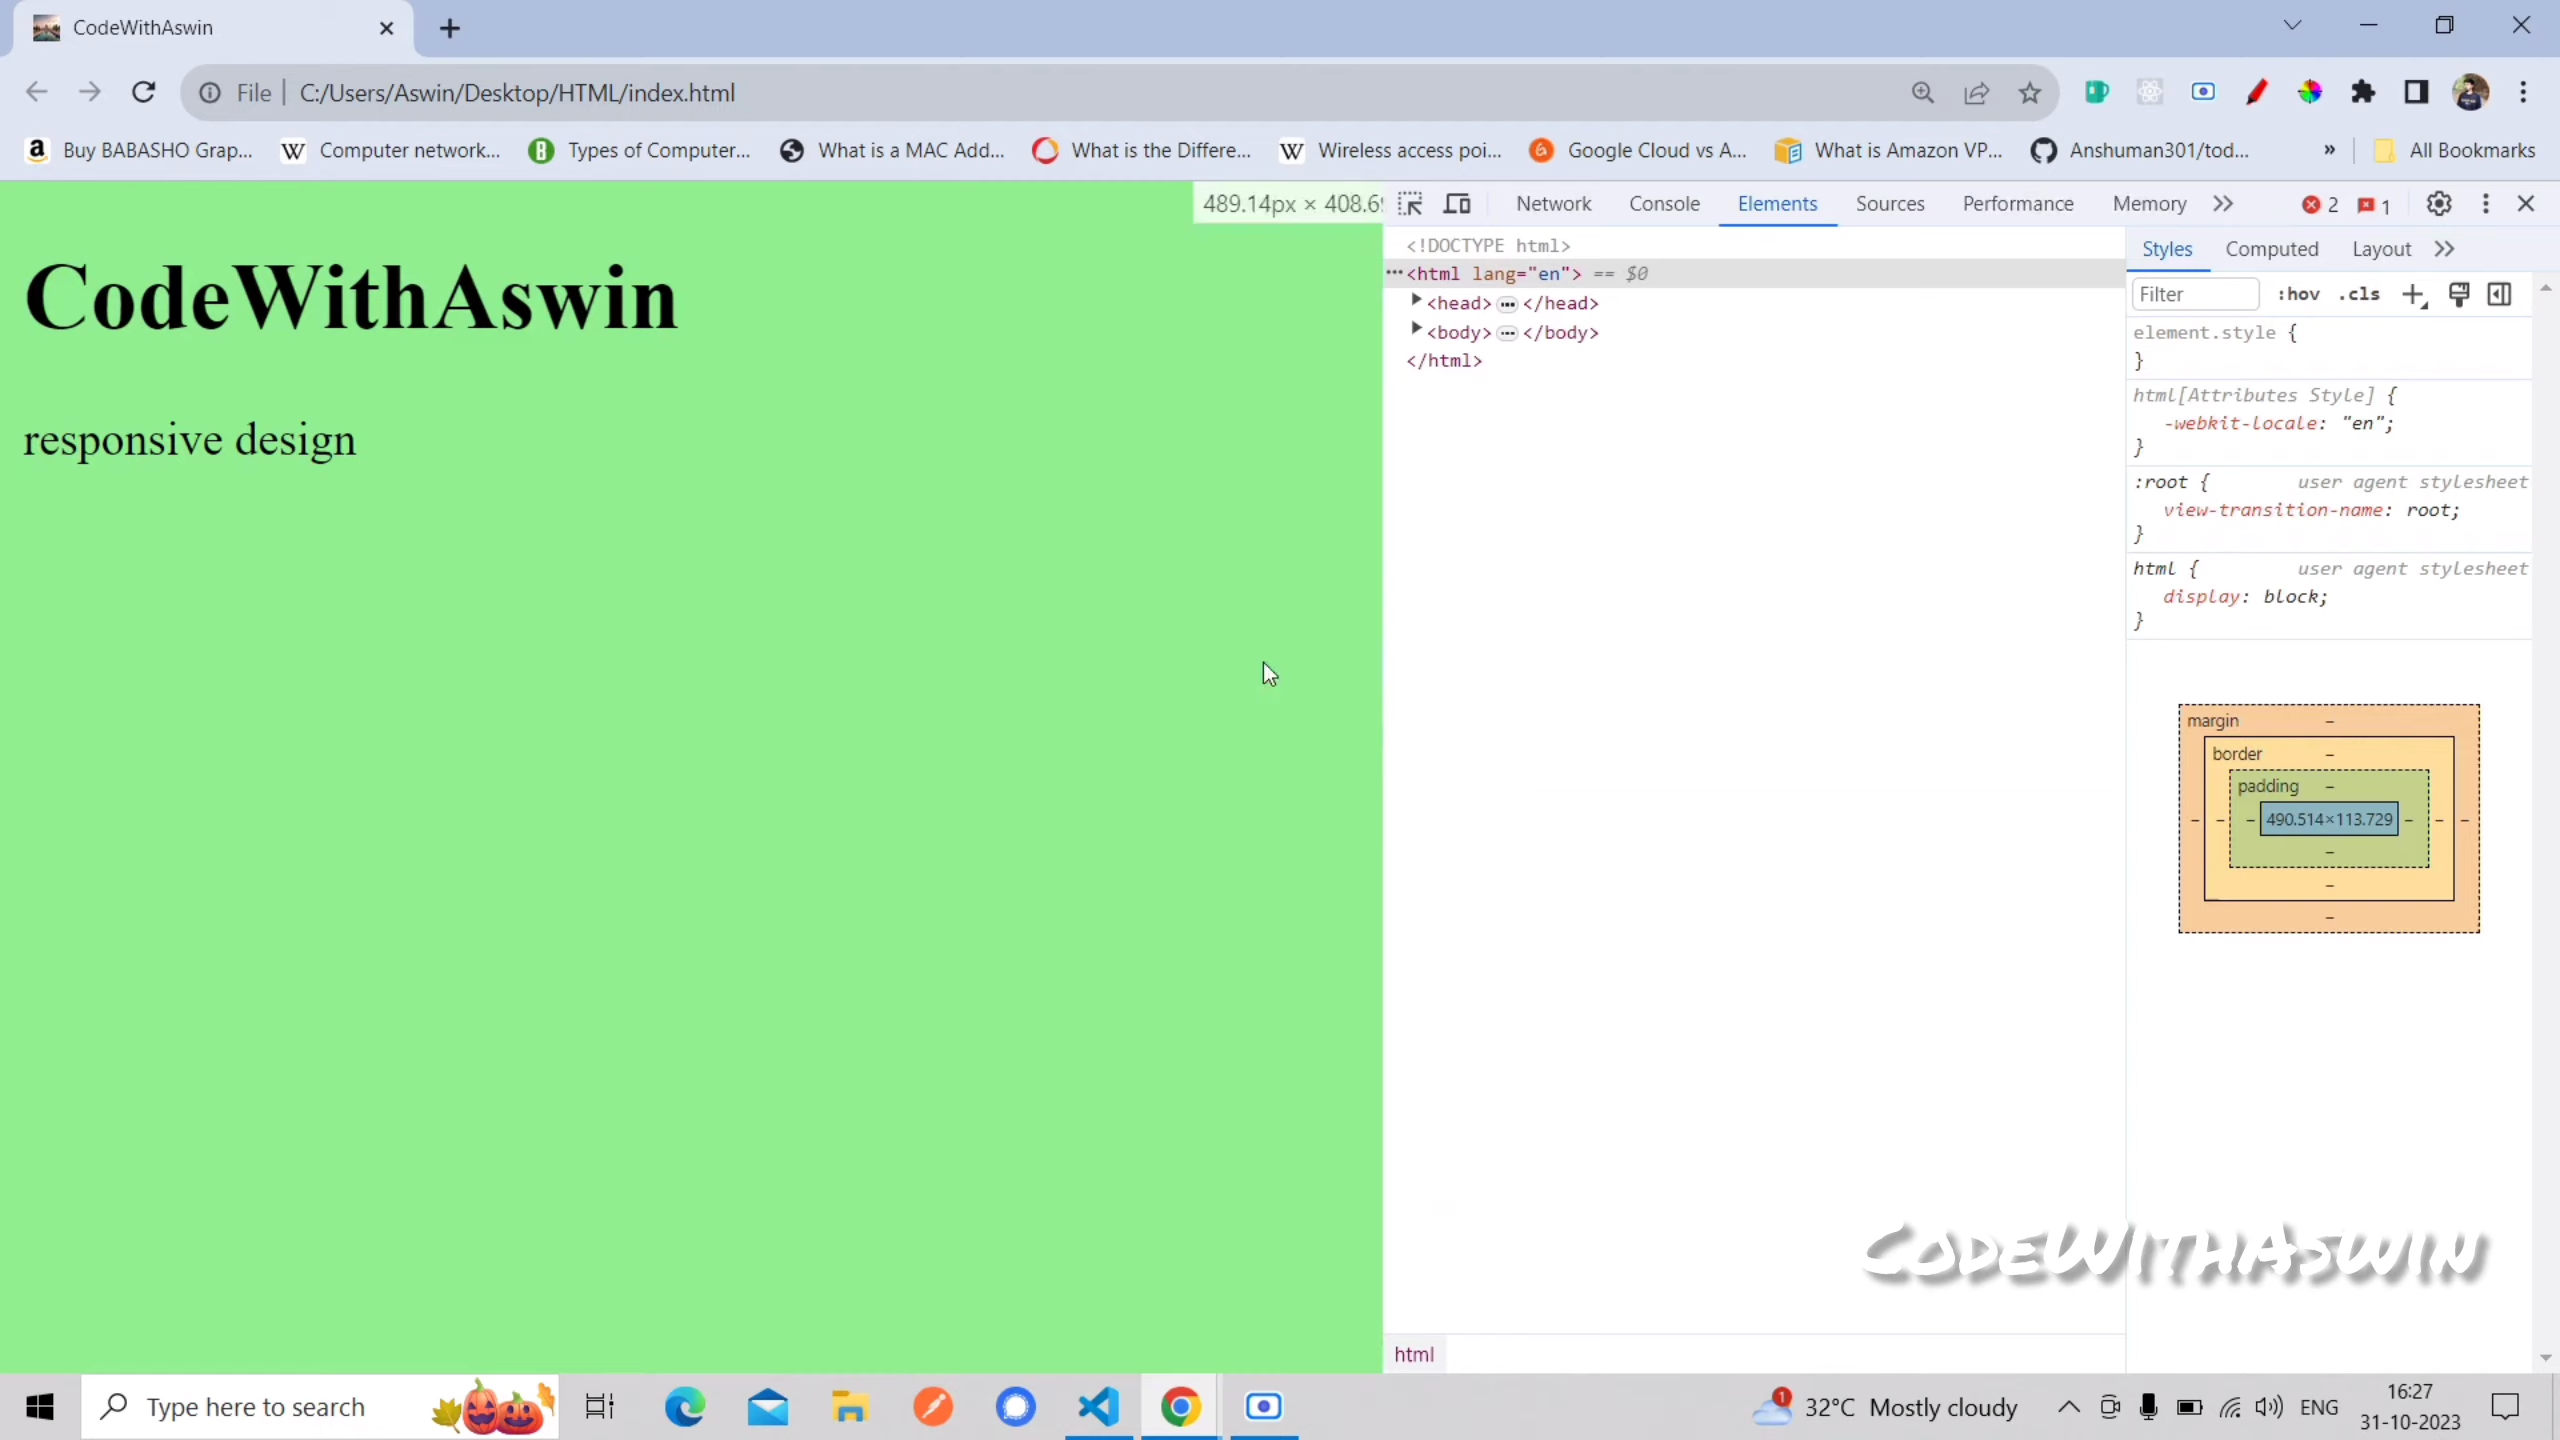 CodeWithAswin
File
C:/Users/Aswin/Desktop/HTML/index.html
Buy BABASHO Grap...
Computer network...
Types of Computer...
What is a MAC Add...
What is the Differe...
Wireless access poi...
Google Cloud vs A...
What is Amazon VP...
Anshuman301/tod...
»
All Bookmarks
489.14px × 408.6
Network
Console
Elements
Sources
Performance
Memory
2
1
CodeWithAswin
responsive design
<!DOCTYPE html>
<html lang="en"> == $0
<head> ••• </head>
<body> ••• </body>
</html>
html
Styles
Computed
Layout
Filter
:hov
.cls
element.style {
}
html[Attributes Style] {
-webkit-locale: "en";
}
:root {
user agent stylesheet
view-transition-name: root;
}
html {
user agent stylesheet
display: block;
}
margin
–
border
–
padding
–
490.514×113.729
CodeWithAswin
Type here to search
1
32°C Mostly cloudy
ENG
16:27
31-10-2023